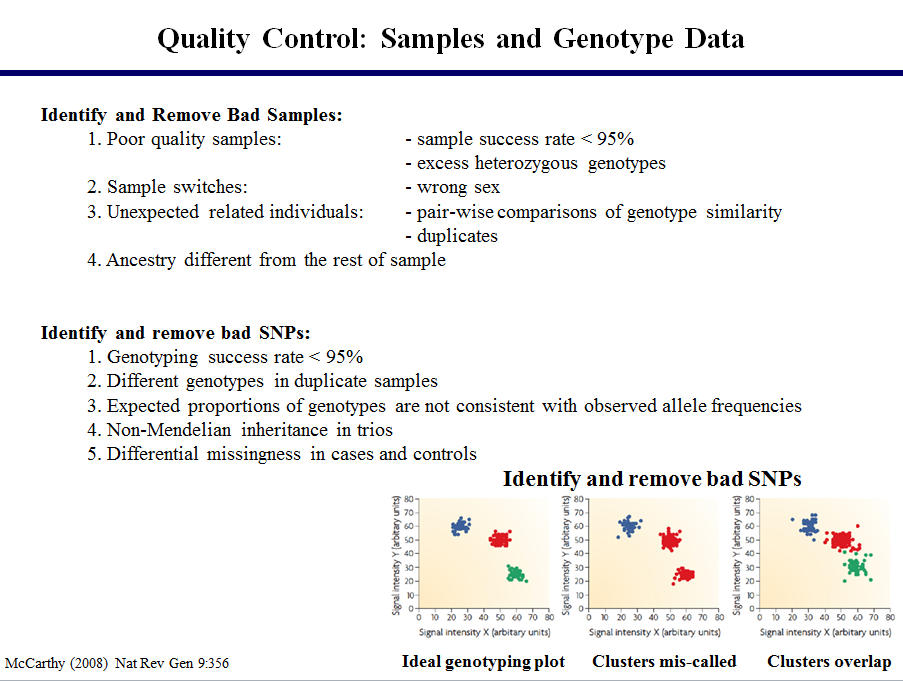 Quality Control: Samples and Genotype Data
Identify and Remove Bad Samples:
1. Poor quality samples: - sample success rate < 95%
- excess heterozygous genotypes
2. Sample switches: - wrong sex
3. Unexpected related individuals: - pair-wise comparisons of genotype similarity
- duplicates
4. Ancestry different from the rest of sample
Identify and remove bad SNPs:
1. Genotyping success rate < 95%
2. Different genotypes in duplicate samples
3. Expected proportions of genotypes are not consistent with observed allele frequencies
4. Non-Mendelian inheritance in trios
5. Differential missingness in cases and controls
Identify and remove bad SNPs
Signal intensity Y (arbitary units)
80
70
60
50
40
30
20
10
0
0 10 20 30 40 50 60 70 80
Signal intensity X (arbitary units)
Ideal genotyping plot
Signal intensity Y (arbitary units)
80
70
60
50
40
30
20
10
0
0 10 20 30 40 50 60 70 80
Signal intensity X (arbitary units)
Clusters mis-called
Signal intensity Y (arbitary units)
80
70
60
50
40
30
20
10
0
0 10 20 30 40 50 60 70 80
Signal intensity X (arbitary units)
Clusters overlap
McCarthy (2008) Nat Rev Gen 9:356